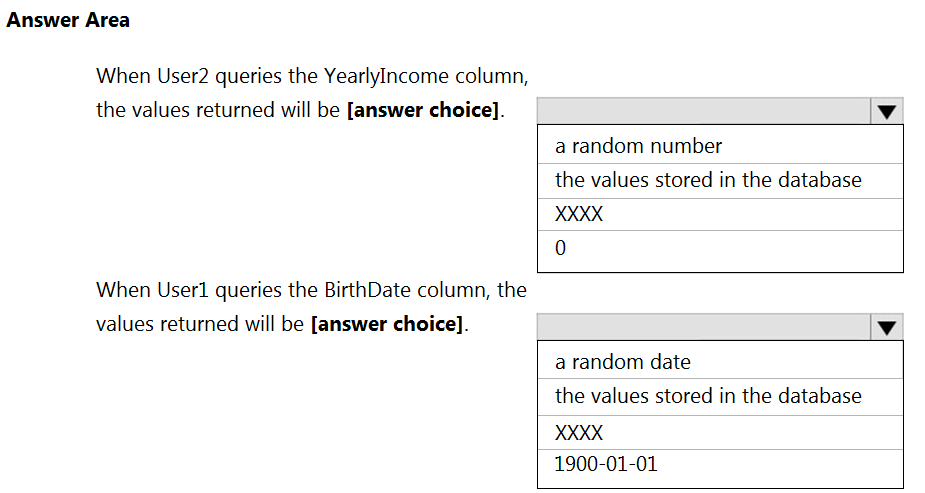 Answer Area
When User2 queries the YearlyIncome column,
the values returned will be [answer choice].
a random number
the values stored in the database
XXXX
0
When User1 queries the BirthDate column, the
values returned will be [answer choice].
a random date
the values stored in the database
XXXX
1900-01-01